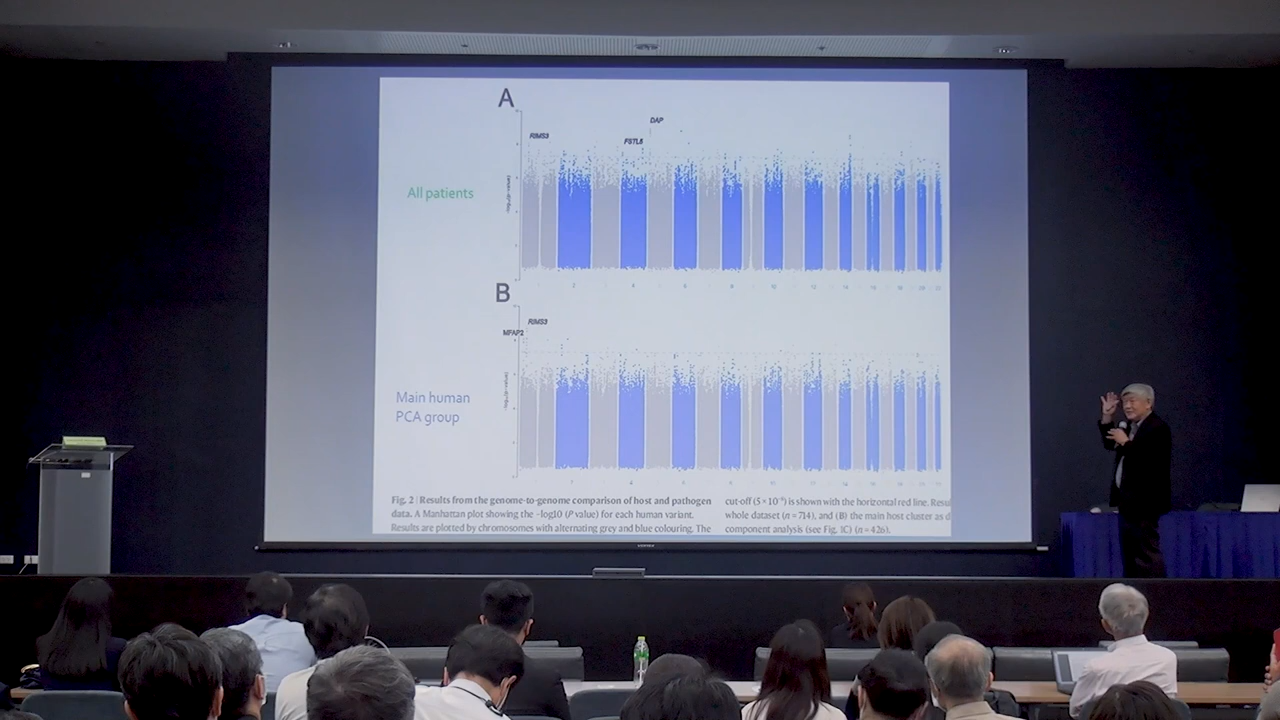 A
DAP
RIMS3
FSTL5
All patients
B
RIMS3
MFAP2
Main human
PCA group
Fig. 2 | Results from the genome-to-genome comparison of host and pathogen
data. A Manhattan plot showing the -log10 (P value) for each human variant.
Results are plotted by chromosomes with alternating grey and blue colouring. The
cut-off (5 × 10⁻⁸) is shown with the horizontal red line. Resu
whole dataset (n = 714), and (B) the main host cluster as d
component analysis (see Fig. 1C) (n = 426).